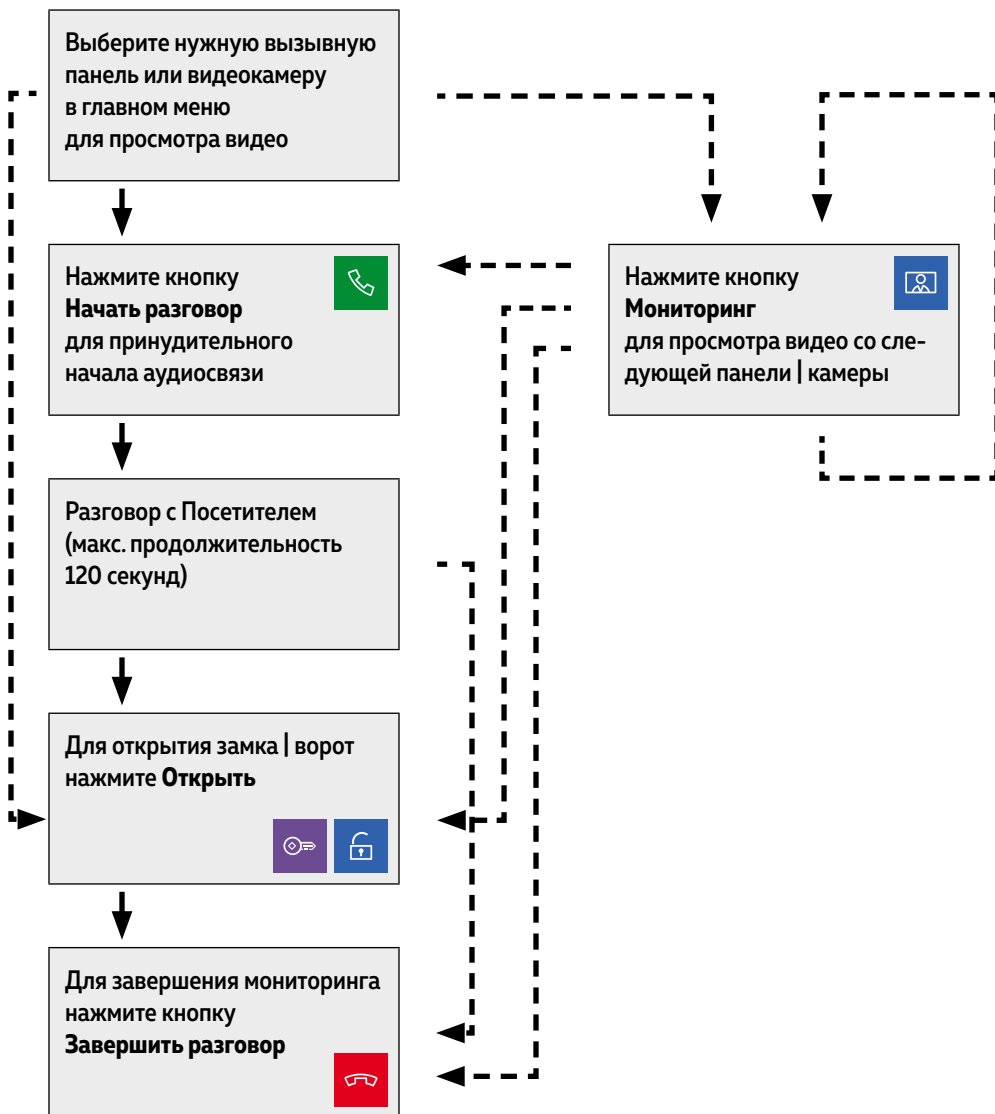 Выберите нужную вызывную
панель или видеокамеру
в главном меню
для просмотра видео
Нажмите кнопку
Начать разговор
для принудительного
начала аудиосвязи
Нажмите кнопку
Мониторинг
для просмотра видео со сле-
дующей панели | камеры
Разговор с Посетителем
(макс. продолжительность
120 секунд)
Для открытия замка | ворот
нажмите Открыть
Для завершения мониторинга
нажмите кнопку
Завершить разговор